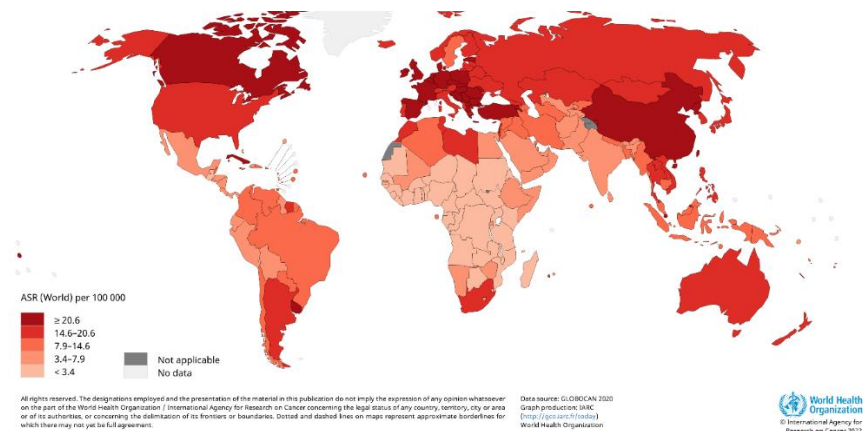 ASR (World) per 100 000
≥ 20.6
14.6–20.6
7.9–14.6
3.4–7.9
< 3.4
Not applicable
No data
All rights reserved. The designations employed and the presentation of the material in this publication do not imply the expression of any opinion whatsoever
on the part of the World Health Organization / International Agency for Research on Cancer concerning the legal status of any country, territory, city or area
or of its authorities, or concerning the delimitation of its frontiers or boundaries. Dotted and dashed lines on maps represent approximate borderlines for
which there may not yet be full agreement.
Data source: GLOBOCAN 2020
Graph production: IARC
(http://gco.iarc.fr/today)
World Health Organization
World Health
Organization
© International Agency for
Research on Cancer 2022